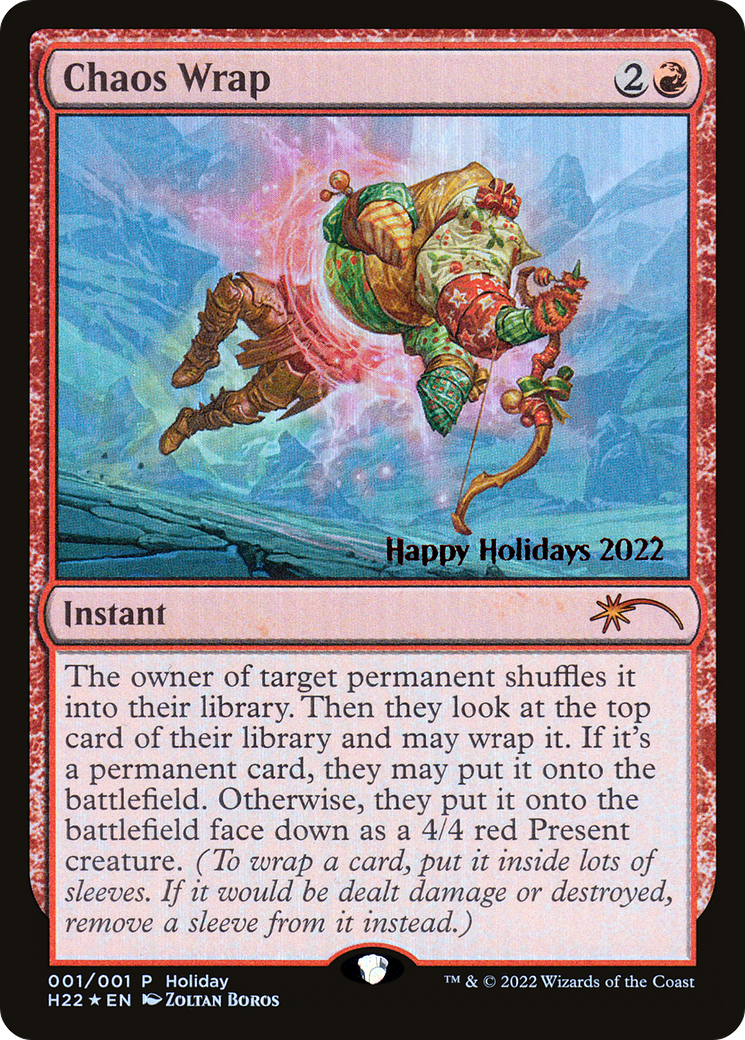 Chaos Wrap 2
Happy Holidays 2022
Instant
The owner of target permanent shuffles it
into their library. Then they look at the top
card of their library and may wrap it. If it's
a permanent card, they may put it onto the
battlefield. Otherwise, they put it onto the
battlefield face down as a 4/4 red Present
creature. (To wrap a card, put it inside lots of
sleeves. If it would be dealt damage or destroyed,
remove a sleeve from it instead.)
001/001 P Holiday
H22 ★ EN Zoltan Boros
™ & © 2022 Wizards of the Coast